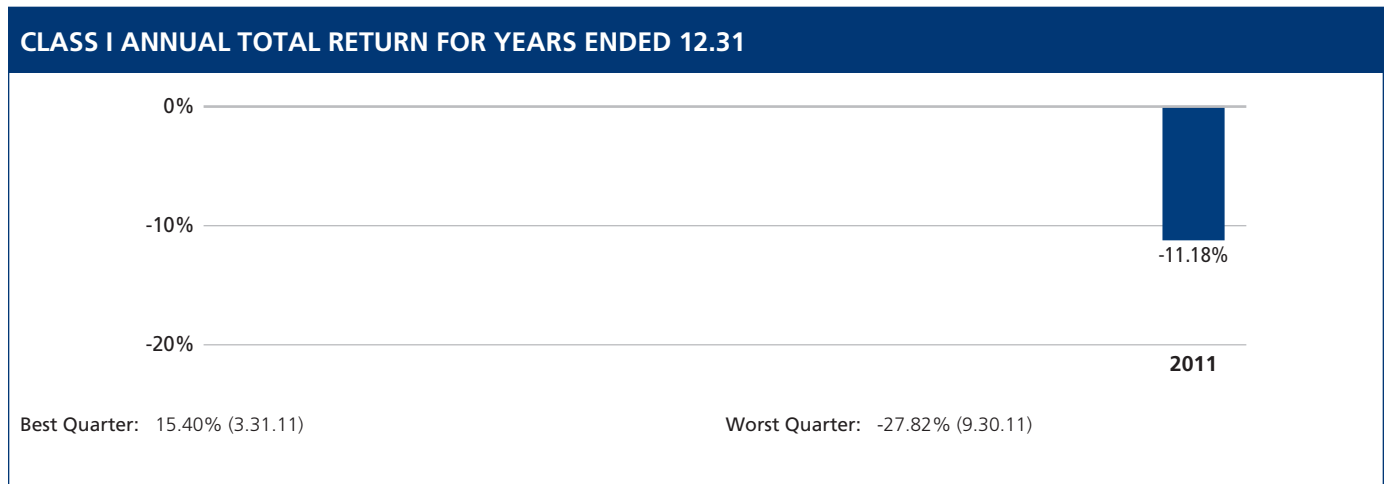 CLASS I ANNUAL TOTAL RETURN FOR YEARS ENDED 12.31
0%
-10%
-11.18%
-20%
2011
Best Quarter: 15.40% (3.31.11) Worst Quarter: -27.82% (9.30.11)